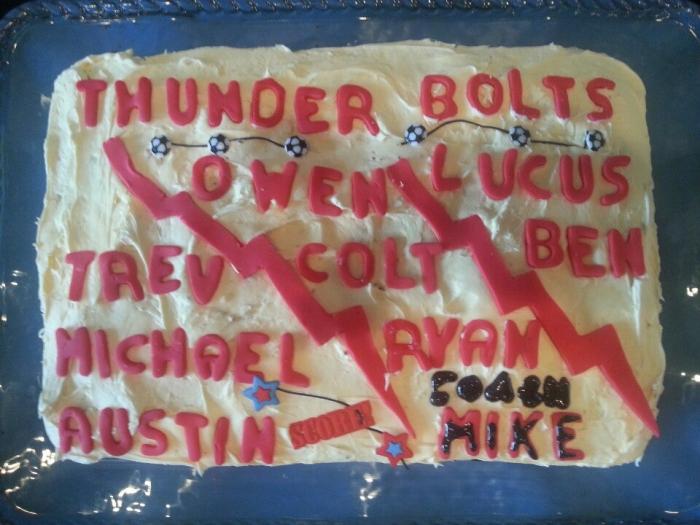 THUNDER BOLTS
OWEN LUCUS
TREV COLT BEN
MICHAEL RYAN
COACH
AUSTIN SCORE MIKE